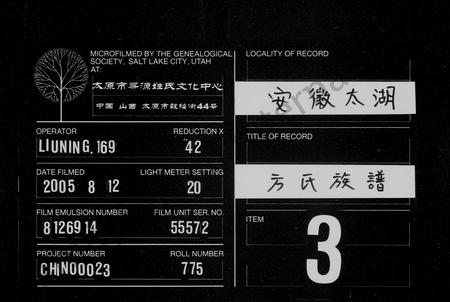 MICROFILMED BY THE GENEALOGICAL
SOCIETY, SALT LAKE CITY, UTAH
AT:
太原市寻源姓氏文化中心
中国 山西 太原市鼓楼街44号
OPERATOR REDUCTION X
LIUNING.169 42
DATE FILMED LIGHT METER SETTING
2005 8 12 20
FILM EMULSION NUMBER FILM UNIT SER. NO.
8126914 55572
PROJECT NUMBER ROLL NUMBER
CHIN00023 775
LOCALITY OF RECORD
安徽太湖
TITLE OF RECORD
方氏族譜
ITEM
3